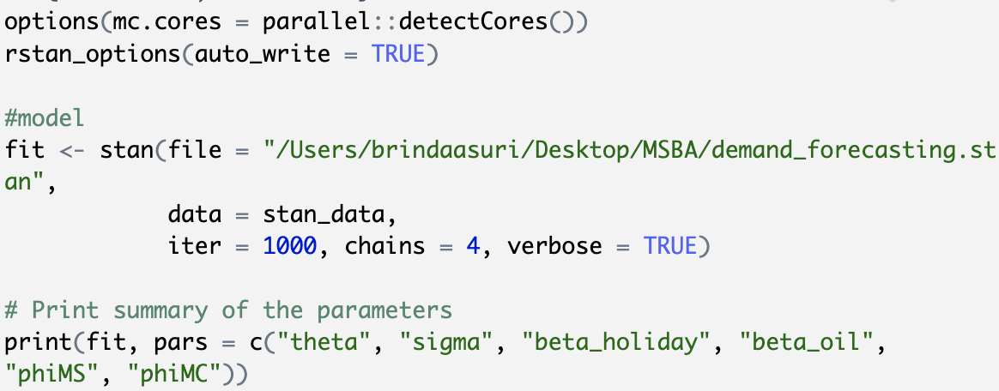 options(mc.cores = parallel::detectCores())
rstan_options(auto_write = TRUE)
#model
fit <- stan(file = "/Users/brindaasuri/Desktop/MSBA/demand_forecasting.st
an",
            data = stan_data,
            iter = 1000, chains = 4, verbose = TRUE)
# Print summary of the parameters
print(fit, pars = c("theta", "sigma", "beta_holiday", "beta_oil",
"phiMS", "phiMC"))